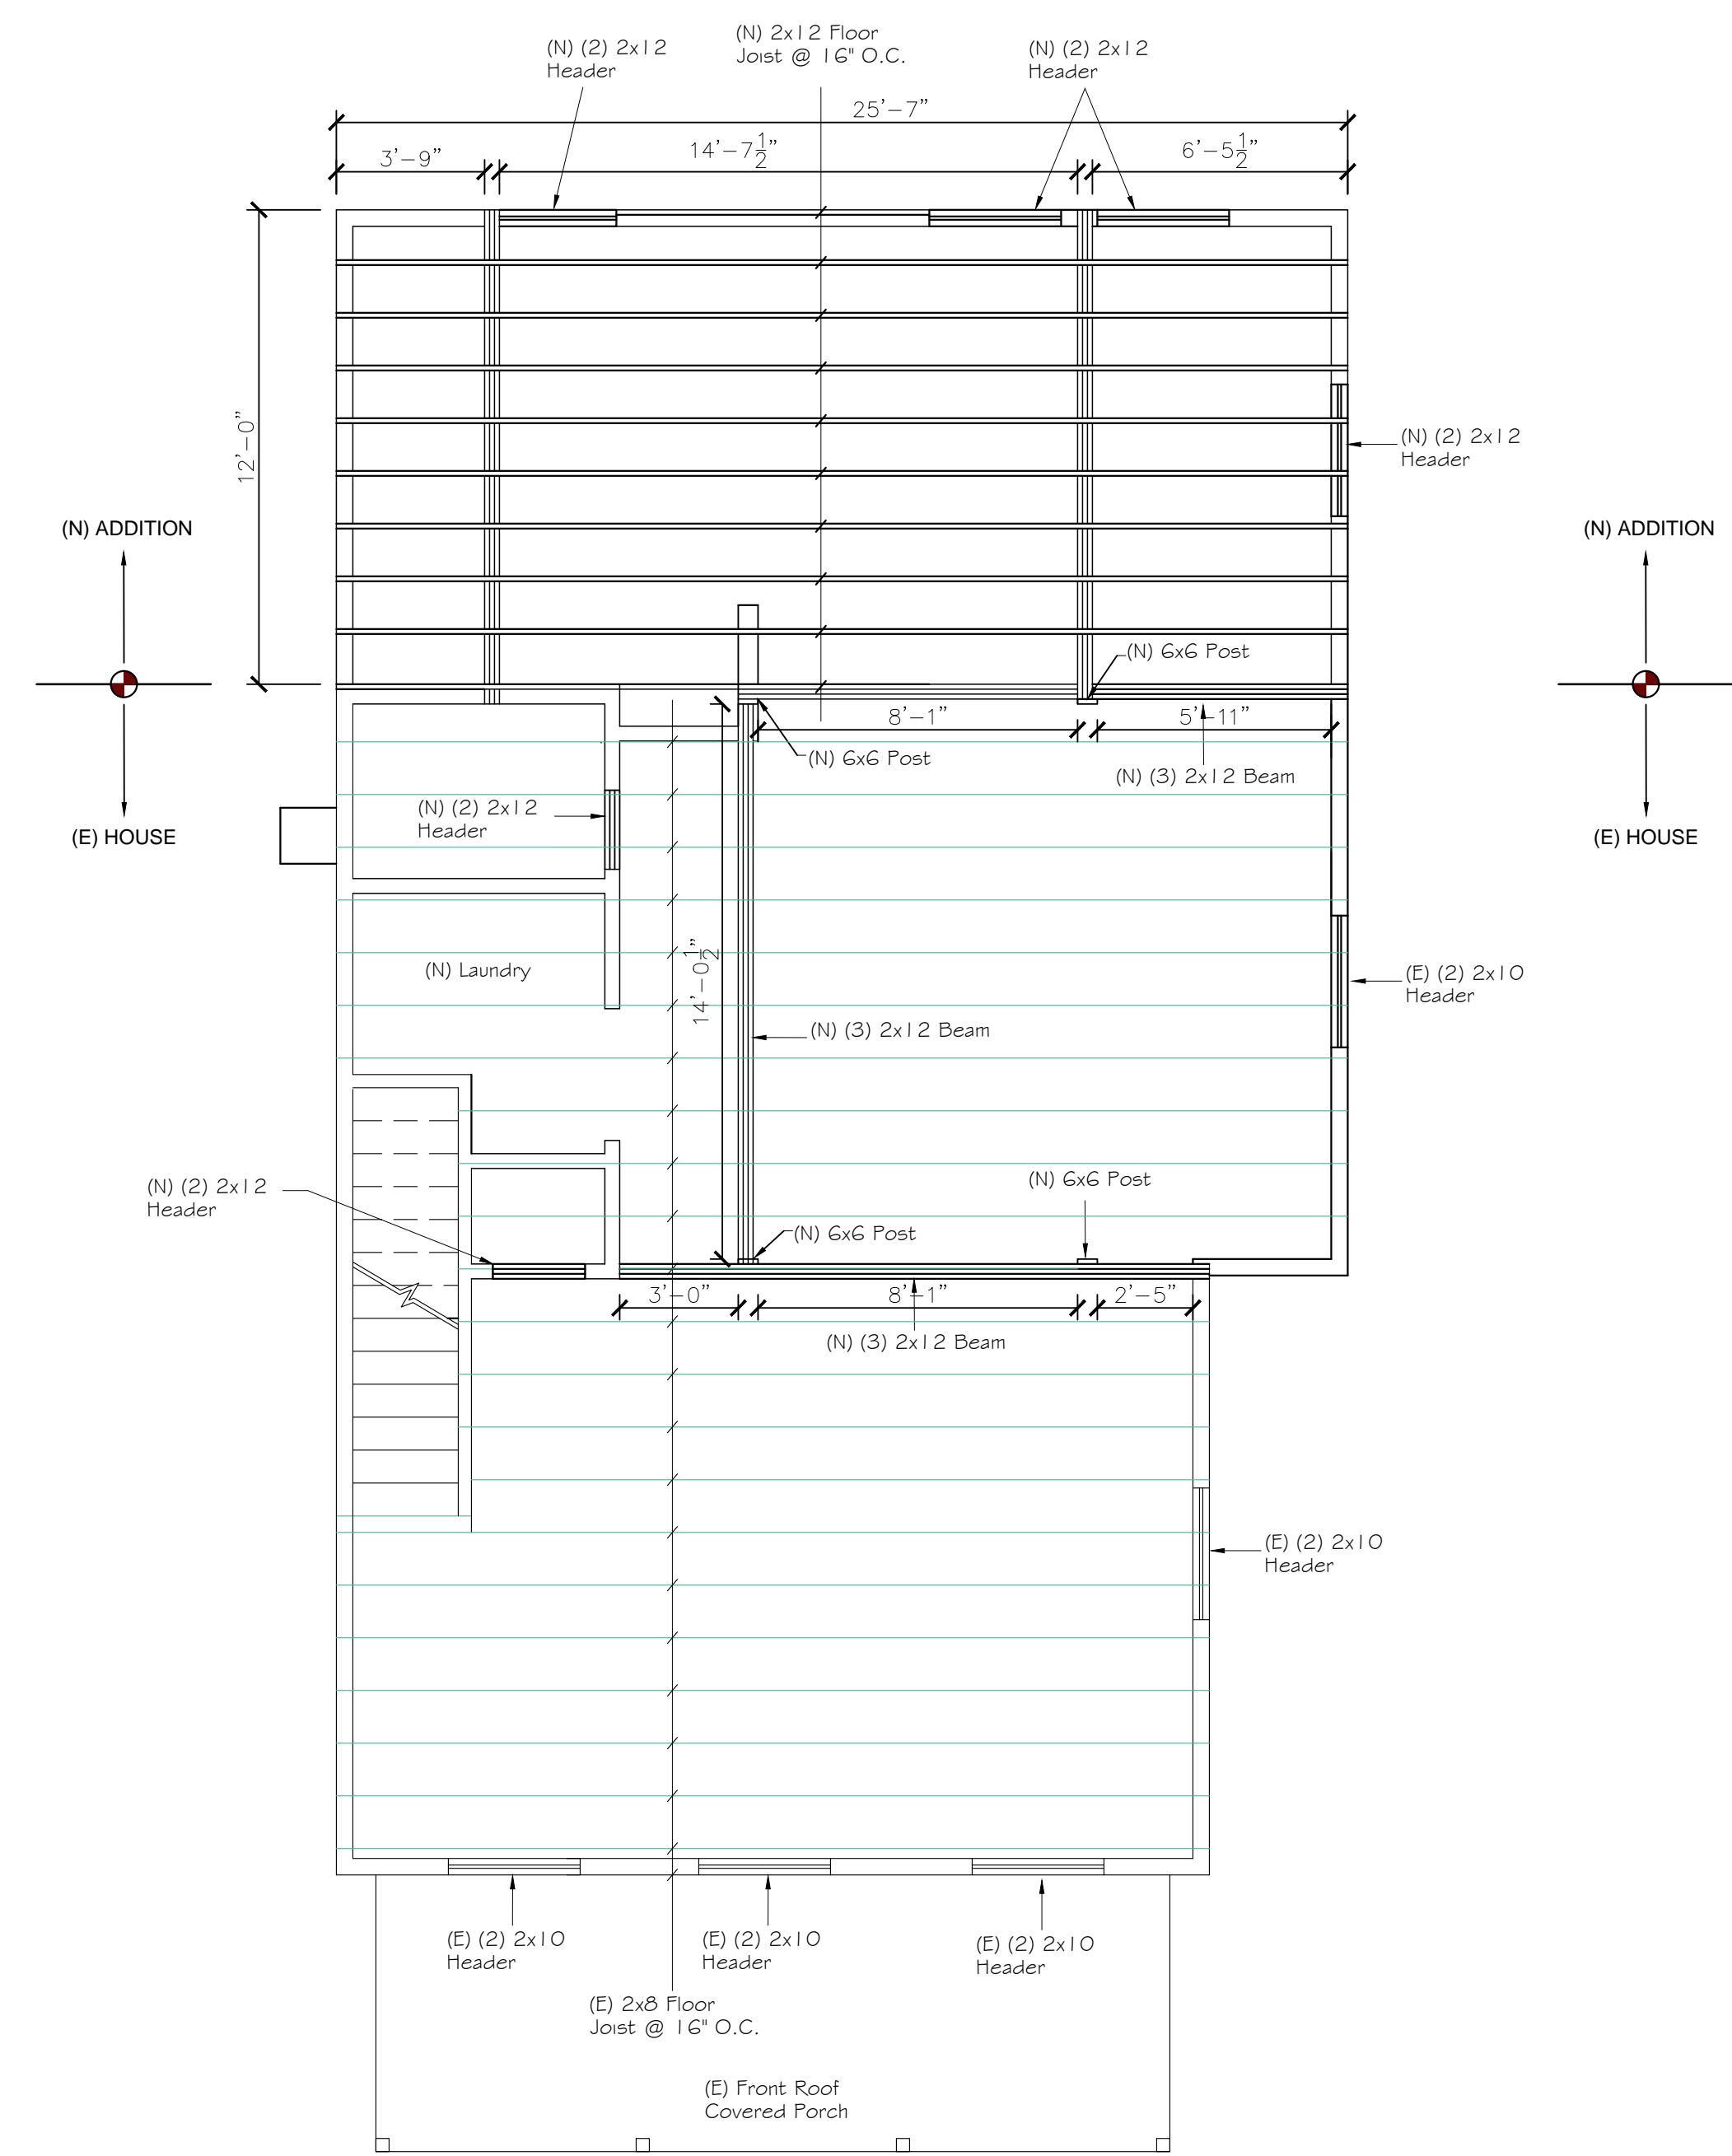 (N) 2x12 Floor
Joist @ 16" O.C.
(N) (2) 2x12
Header
(N) (2) 2x12
Header
25'-7"
3'-9"
14'-7 1/2"
6'-5 1/2"
12'-0"
(N) (2) 2x12
Header
(N) ADDITION
(E) HOUSE
(N) ADDITION
(E) HOUSE
(N) 6x6 Post
8'-1"
5'-11"
(N) 6x6 Post
(N) (3) 2x12 Beam
(N) (2) 2x12
Header
(N) Laundry
14'-0 1/2"
(E) (2) 2x10
Header
(N) (3) 2x12 Beam
(N) (2) 2x12
Header
(N) 6x6 Post
(N) 6x6 Post
3'-0"
8'-1"
2'-5"
(N) (3) 2x12 Beam
(E) (2) 2x10
Header
(E) (2) 2x10
Header
(E) (2) 2x10
Header
(E) (2) 2x10
Header
(E) 2x8 Floor
Joist @ 16" O.C.
(E) Front Roof
Covered Porch